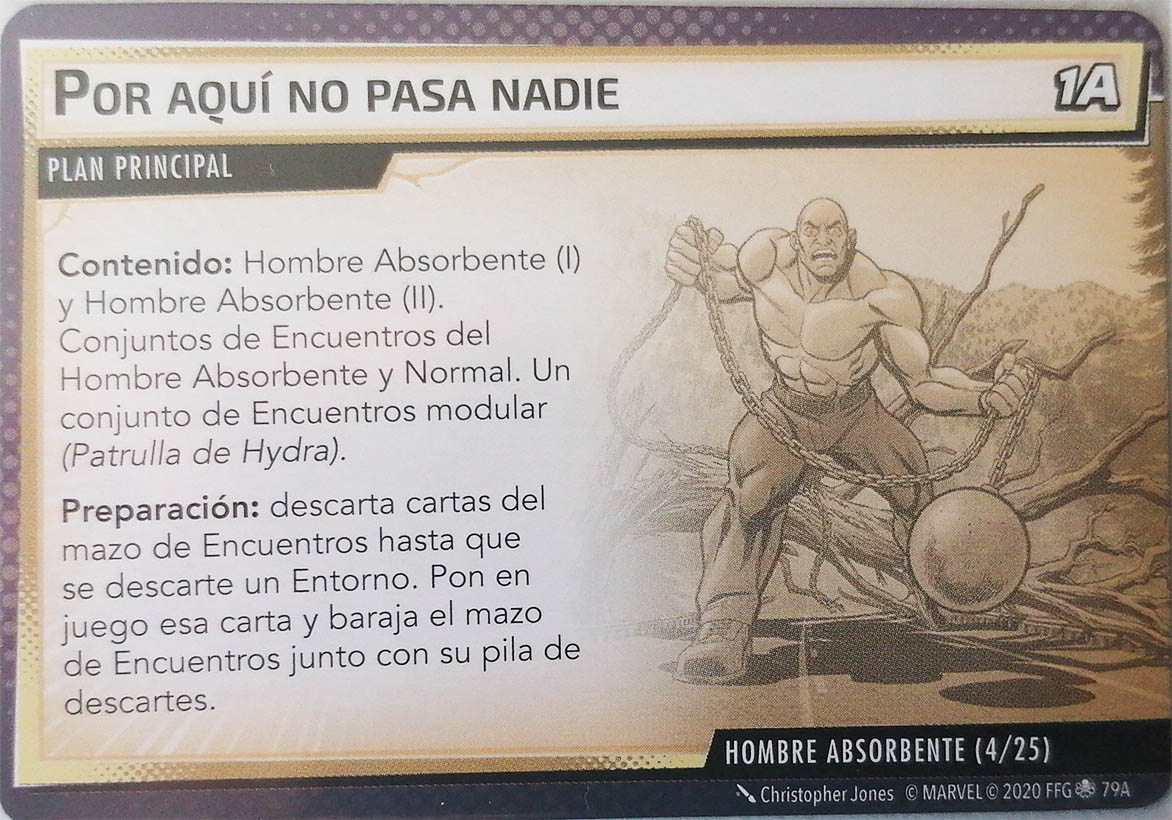 POR AQUÍ NO PASA NADIE
1A
PLAN PRINCIPAL
Contenido: Hombre Absorbente (I)
y Hombre Absorbente (II).
Conjuntos de Encuentros del
Hombre Absorbente y Normal. Un
conjunto de Encuentros modular
(Patrulla de Hydra).
Preparación: descarta cartas del
mazo de Encuentros hasta que
se descarte un Entorno. Pon en
juego esa carta y baraja el mazo
de Encuentros junto con su pila de
descartes.
HOMBRE ABSORBENTE (4/25)
Christopher Jones © MARVEL © 2020 FFG 79A